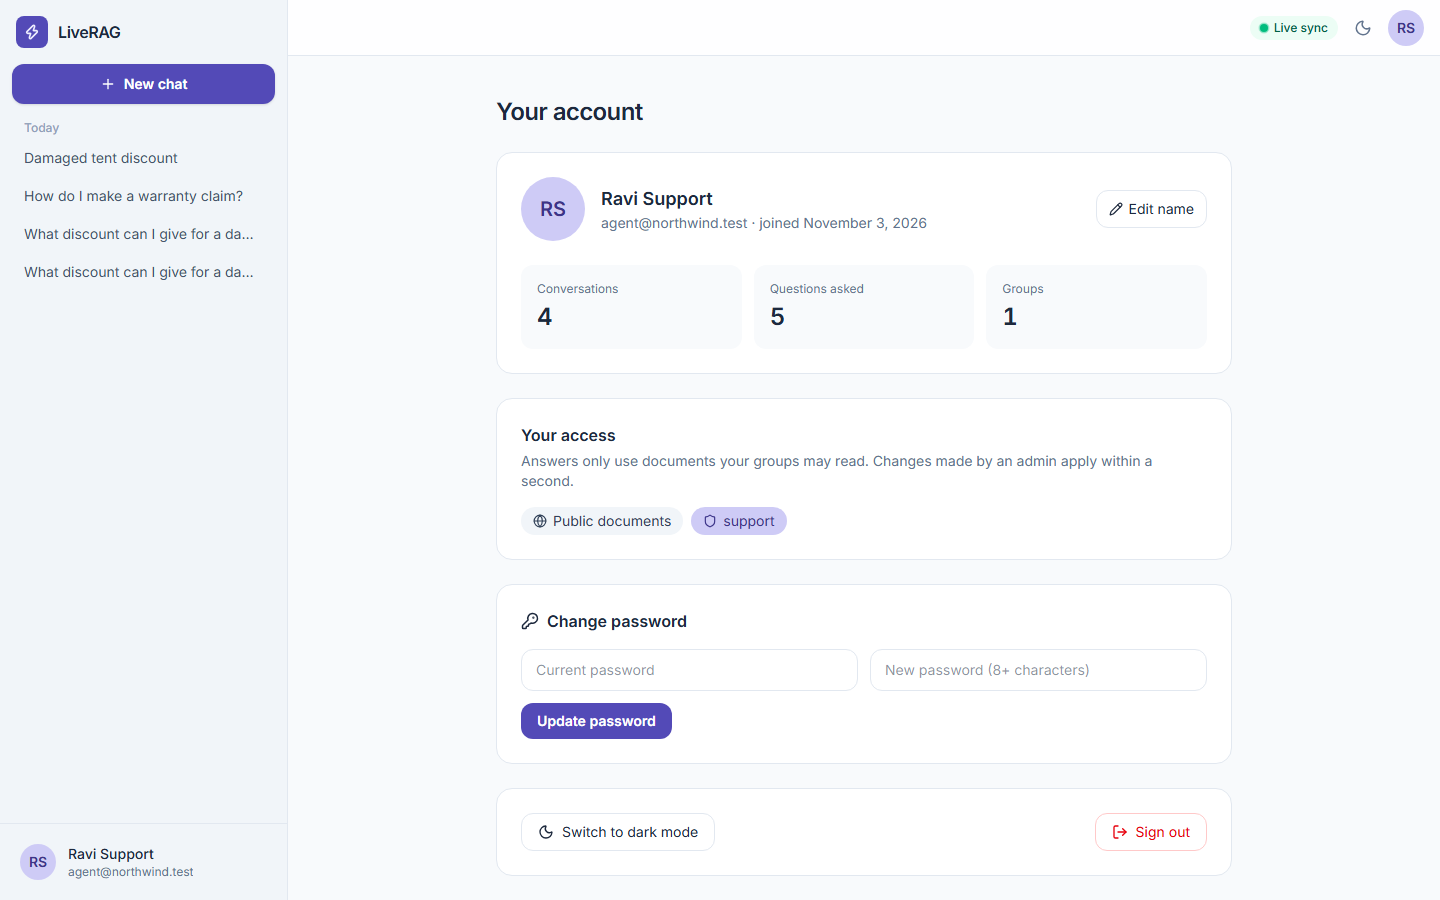 LiveRAG
New chat
Today
Damaged tent discount
How do I make a warranty claim?
What discount can I give for a da...
What discount can I give for a da...
RS
Ravi Support
agent@northwind.test
Live sync
RS
Your account
RS
Ravi Support
agent@northwind.test · joined November 3, 2026
Edit name
Conversations
4
Questions asked
5
Groups
1
Your access
Answers only use documents your groups may read. Changes made by an admin apply within a
second.
Public documents
support
Change password
Current password
New password (8+ characters)
Update password
Switch to dark mode
Sign out